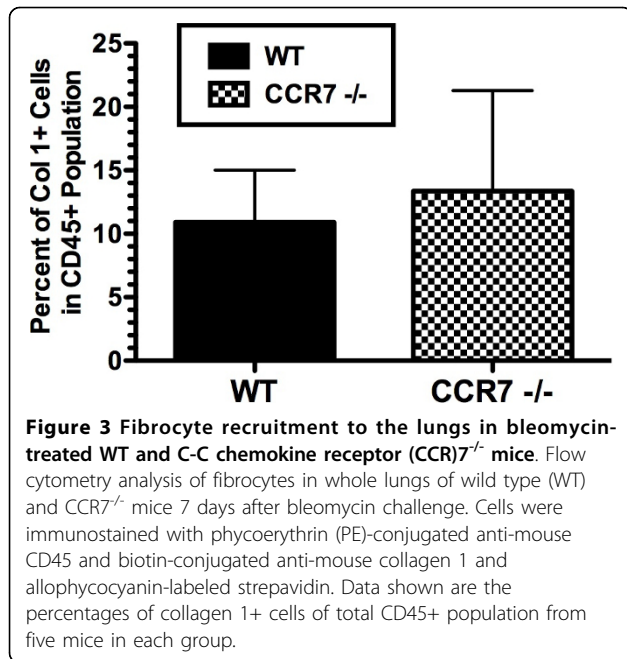 25
20
15
10
5
0
Percent of Col 1+ Cells
in CD45+ Population
WT
CCR7 -/-
WT
CCR7 -/-
Figure 3 Fibrocyte recruitment to the lungs in bleomycin-
treated WT and C-C chemokine receptor (CCR)7-/- mice. Flow
cytometry analysis of fibrocytes in whole lungs of wild type (WT)
and CCR7-/- mice 7 days after bleomycin challenge. Cells were
immunostained with phycoerythrin (PE)-conjugated anti-mouse
CD45 and biotin-conjugated anti-mouse collagen 1 and
allophycocyanin-labeled strepavidin. Data shown are the
percentages of collagen 1+ cells of total CD45+ population from
five mice in each group.